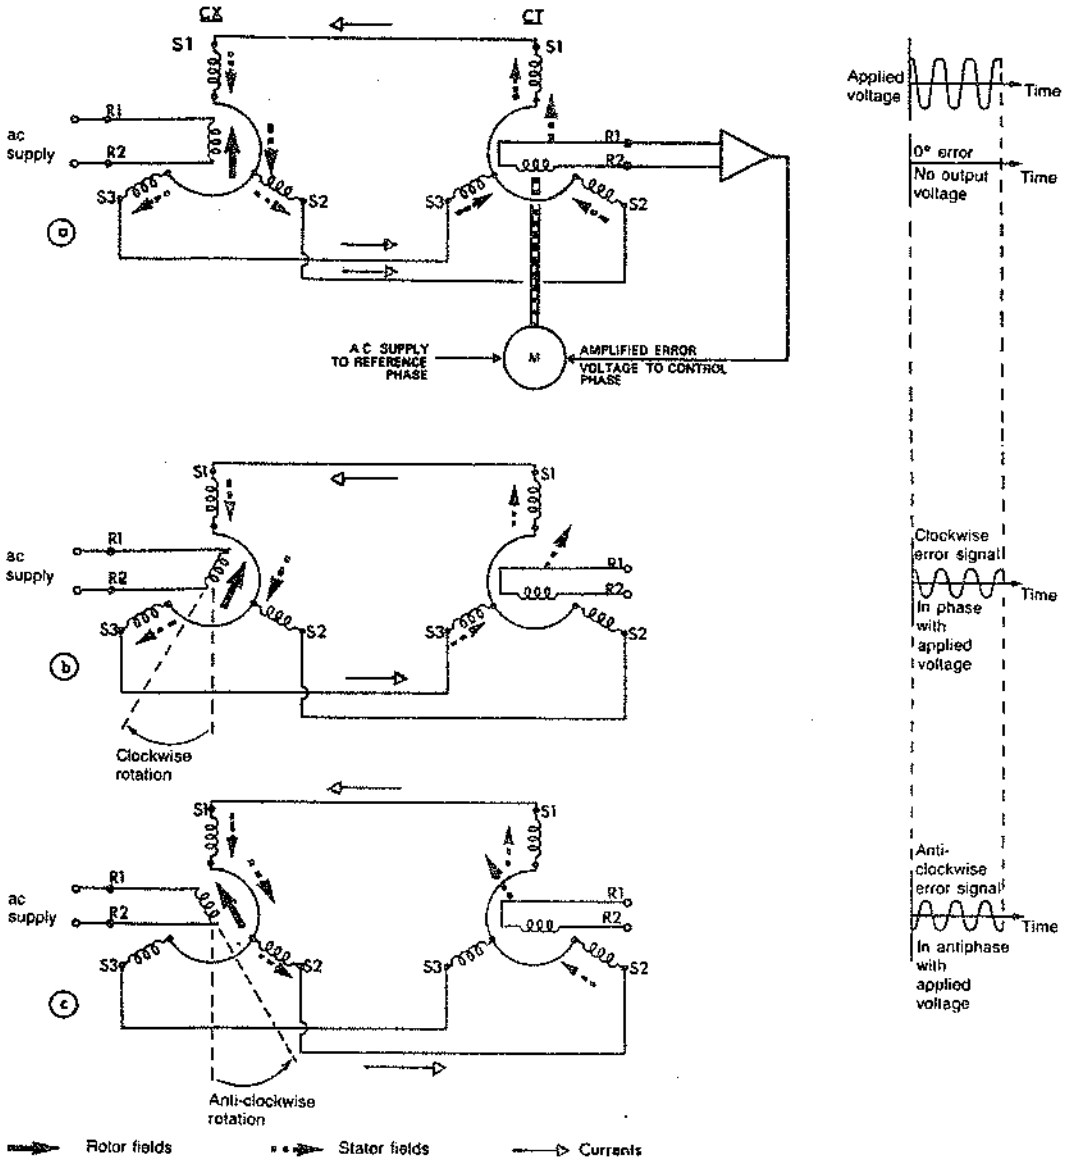 CX
CT
S1
S1
R1
R2
ac
supply
S3
S2
R1
R2
S3
S2
a
A.C SUPPLY
TO REFERENCE
PHASE
M
AMPLIFIED ERROR
VOLTAGE TO CONTROL
PHASE
Applied
voltage
Time
0° error
No output
voltage
Time
S1
S1
R1
R2
ac
supply
S3
S2
R1
R2
S3
S2
b
Clockwise
rotation
Clockwise
error signal
Time
In phase
with
applied
voltage
S1
S1
R1
R2
ac
supply
S3
S2
R1
R2
S3
S2
c
Anti-clockwise
rotation
Anti-
clockwise
error signal
Time
In antiphase
with
applied
voltage
Rotor fields
Stator fields
Currents